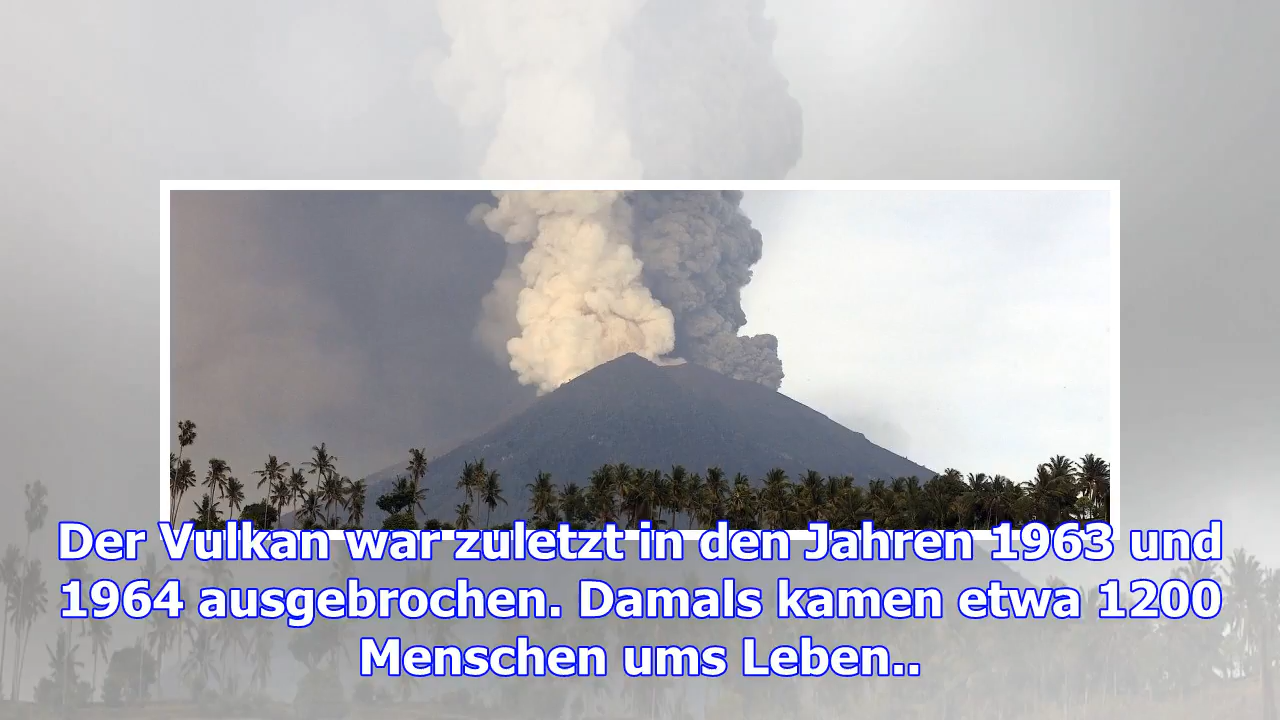 Der Vulkan war zuletzt in den Jahren 1963 und
1964 ausgebrochen. Damals kamen etwa 1200
Menschen ums Leben..